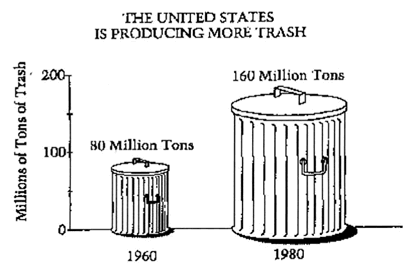 THE UNITED STATES
IS PRODUCING MORE TRASH
160 Million Tons
200
80 Million Tons
100
0
Millions of Tons of Trash
1960
1980